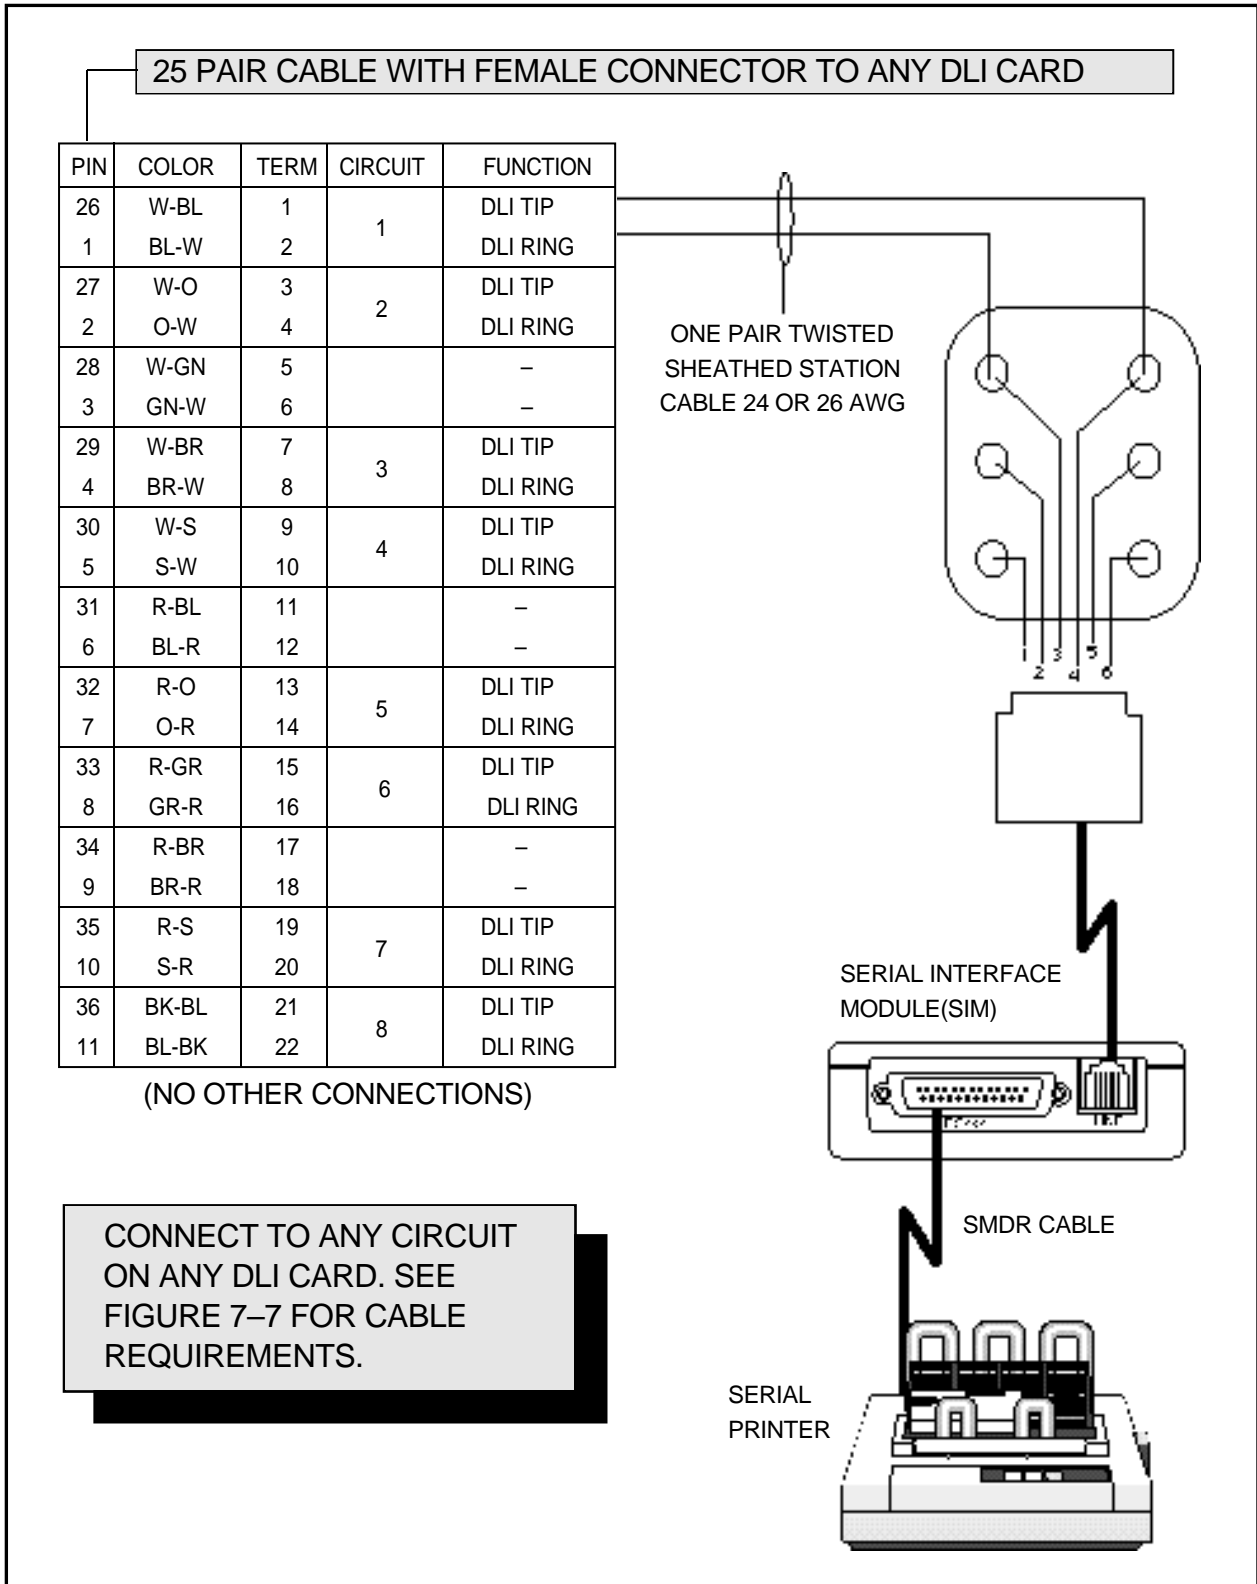 25 PAIR CABLE WITH FEMALE CONNECTOR TO ANY DLI CARD
PIN COLOR TERM CIRCUIT FUNCTION
26 W-BL 1 1 DLI TIP
1 BL-W 2 DLI RING
27 W-O 3 2 DLI TIP
2 O-W 4 DLI RING
28 W-GN 5 –
3 GN-W 6 –
29 W-BR 7 3 DLI TIP
4 BR-W 8 DLI RING
30 W-S 9 4 DLI TIP
5 S-W 10 DLI RING
31 R-BL 11 –
6 BL-R 12 –
32 R-O 13 5 DLI TIP
7 O-R 14 DLI RING
33 R-GR 15 6 DLI TIP
8 GR-R 16 DLI RING
34 R-BR 17 –
9 BR-R 18 –
35 R-S 19 7 DLI TIP
10 S-R 20 DLI RING
36 BK-BL 21 8 DLI TIP
11 BL-BK 22 DLI RING
(NO OTHER CONNECTIONS)
ONE PAIR TWISTED
SHEATHED STATION
CABLE 24 OR 26 AWG
1 2 3 4 5 6
SERIAL INTERFACE
MODULE(SIM)
SMDR CABLE
SERIAL
PRINTER
CONNECT TO ANY CIRCUIT
ON ANY DLI CARD. SEE
FIGURE 7–7 FOR CABLE
REQUIREMENTS.